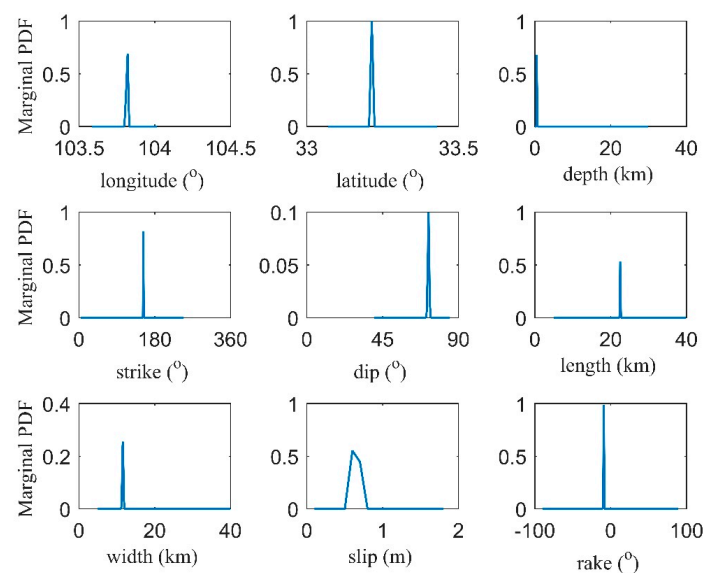 Marginal PDF
1
0.5
0
103.5 104 104.5
longitude (o)
1
0.5
0
33 33.5
latitude (o)
1
0.5
0
0 20 40
depth (km)
Marginal PDF
1
0.5
0
0 180 360
strike (o)
0.1
0.05
0
0 45 90
dip (o)
1
0.5
0
0 20 40
length (km)
Marginal PDF
0.4
0.2
0
0 20 40
width (km)
1
0.5
0
0 1 2
slip (m)
1
0.5
0
-100 0 100
rake (o)